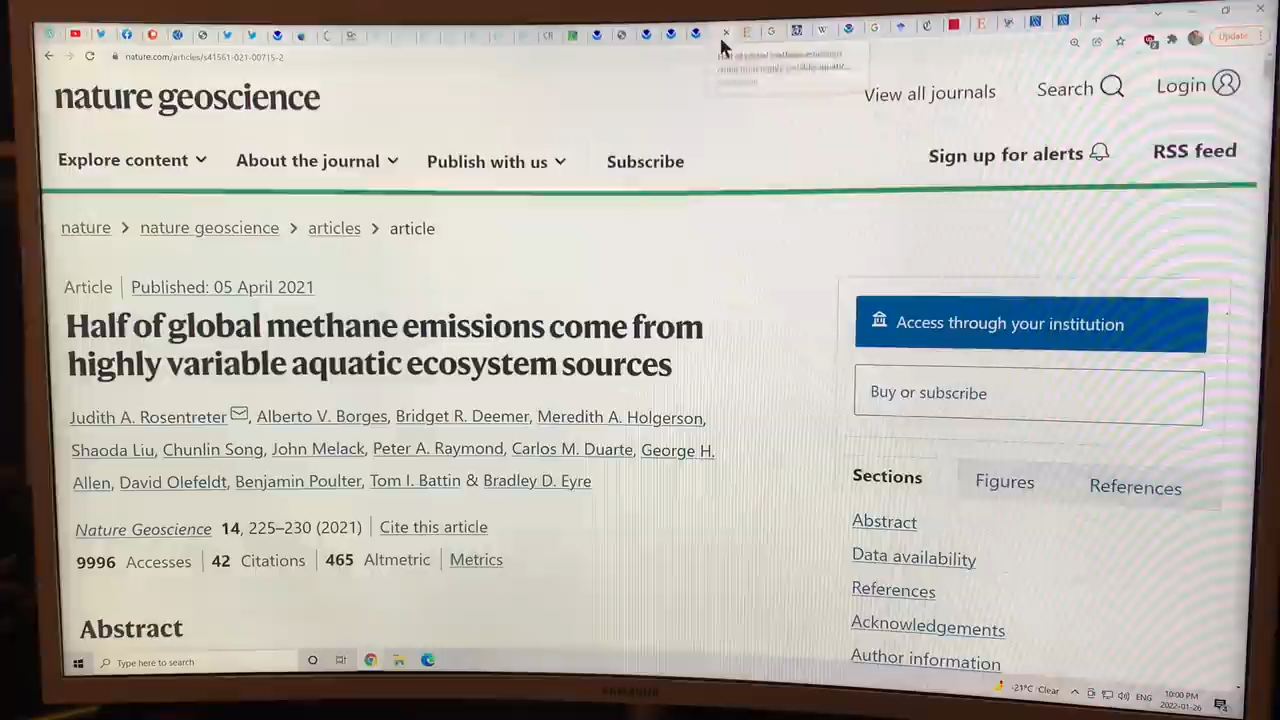 nature.com/articles/s41561-021-00715-2
Update
nature geoscience
View all journals
Search
Login
Explore content
About the journal
Publish with us
Subscribe
Sign up for alerts
RSS feed
nature > nature geoscience > articles > article
Article | Published: 05 April 2021
Half of global methane emissions come from
highly variable aquatic ecosystem sources
Judith A. Rosentreter, Alberto V. Borges, Bridget R. Deemer, Meredith A. Holgerson,
Shaoda Liu, Chunlin Song, John Melack, Peter A. Raymond, Carlos M. Duarte, George H.
Allen, David Olefeldt, Benjamin Poulter, Tom I. Battin & Bradley D. Eyre
Nature Geoscience 14, 225–230 (2021) | Cite this article
9996 Accesses | 42 Citations | 465 Altmetric | Metrics
Abstract
Access through your institution
Buy or subscribe
Sections
Figures
References
Abstract
Data availability
References
Acknowledgements
Author information
Type here to search
-21°C Clear
ENG
10:00 PM
2022-01-26
SAMSUNG